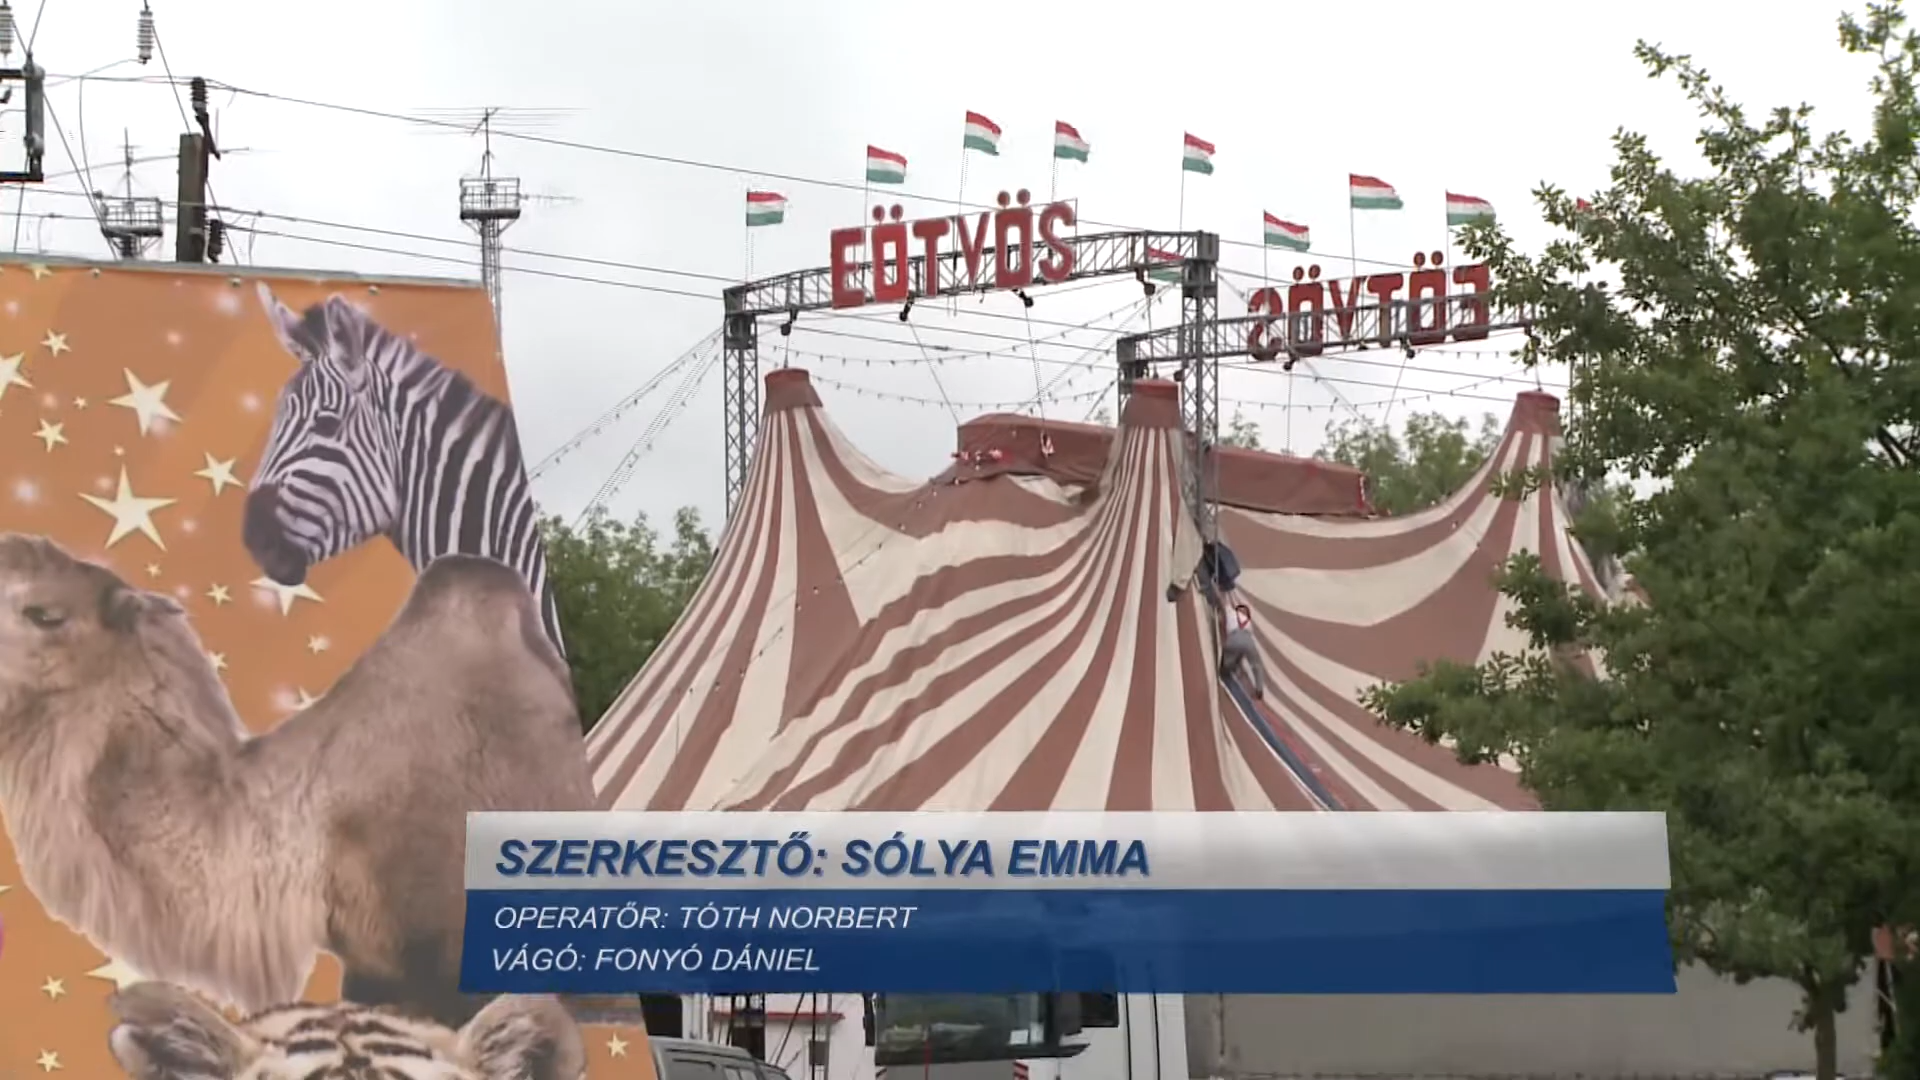 EÖTVÖS
EÖTVÖS
SZERKESZTŐ: SÓLYA EMMA
OPERATŐR: TÓTH NORBERT
VÁGÓ: FONYÓ DÁNIEL